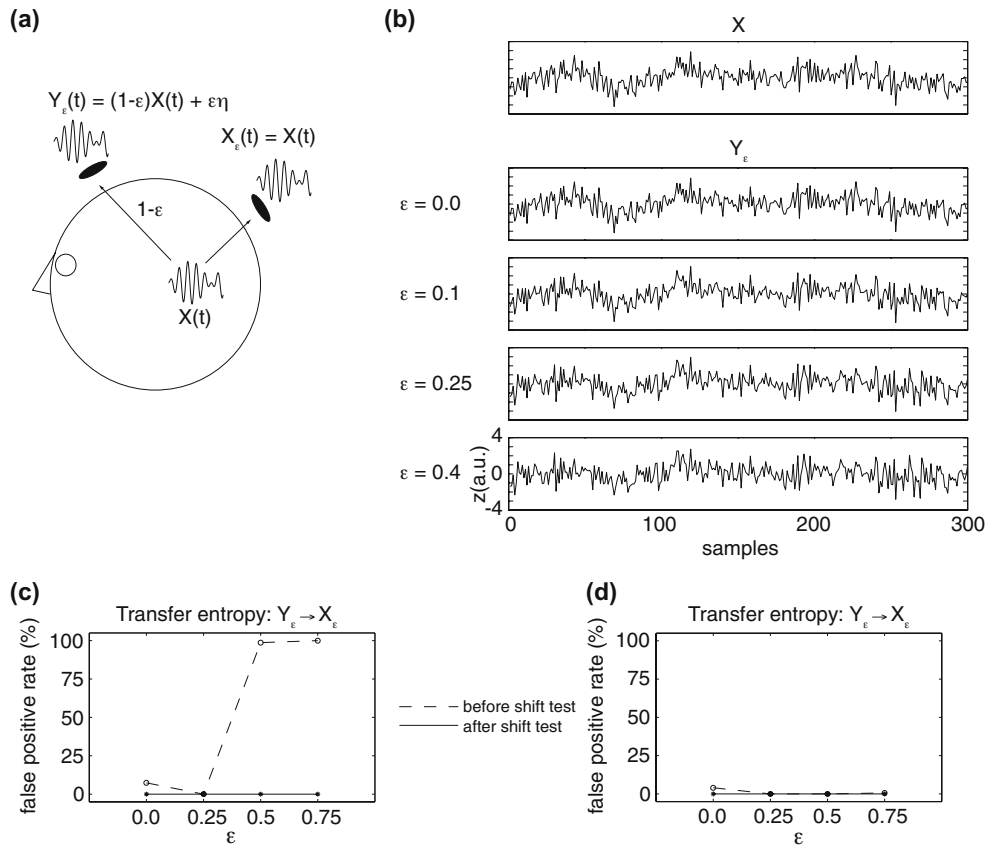 (a)
Y_ε(t) = (1-ε)X(t) + εη
X_ε(t) = X(t)
1-ε
X(t)
(b)
X
Y_ε
ε = 0.0
ε = 0.1
ε = 0.25
ε = 0.4
z(a.u.)
4
0
-4
0 100 200 300
samples
(c)
Transfer entropy: Y_ε → X_ε
false positive rate (%)
100
75
50
25
0
0.0 0.25 0.5 0.75
ε
before shift test
after shift test
(d)
Transfer entropy: Y_ε → X_ε
false positive rate (%)
100
75
50
25
0
0.0 0.25 0.5 0.75
ε